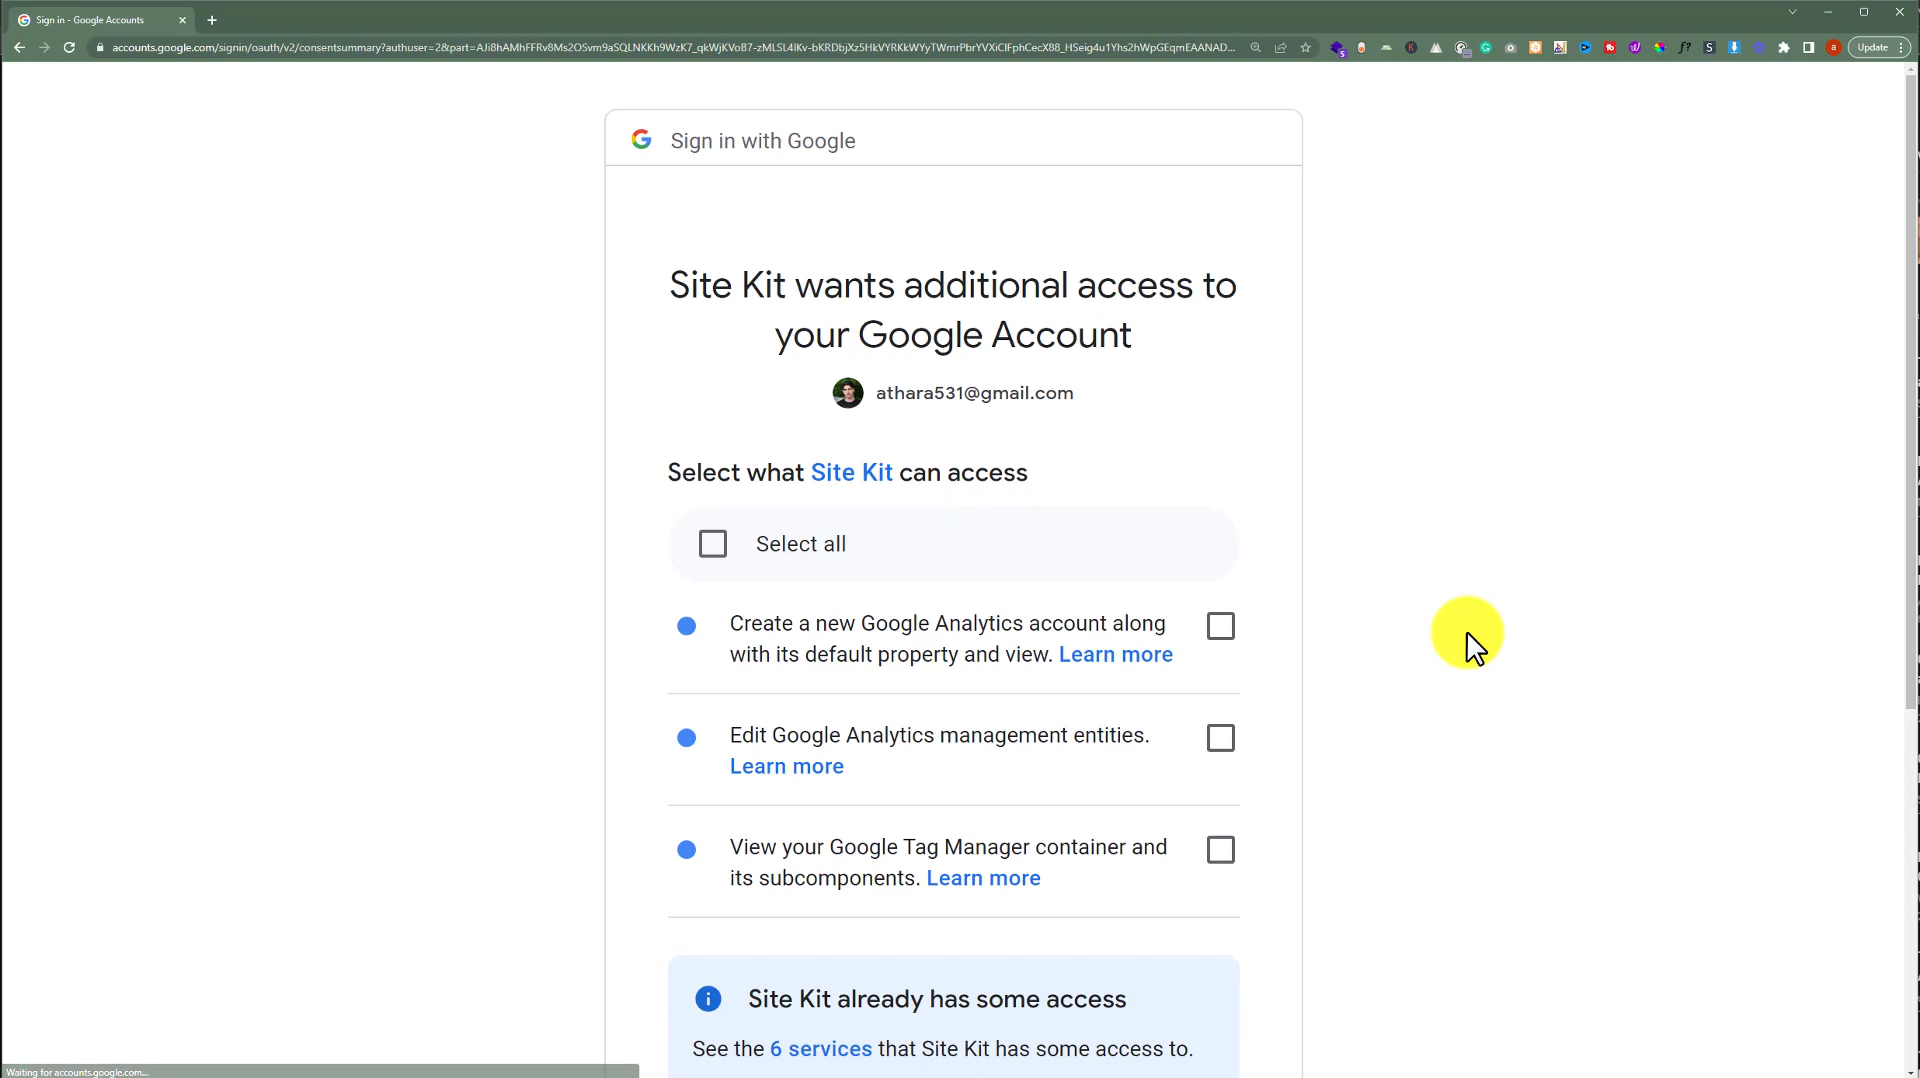 Sign in - Google Accounts
Update
Sign in with Google
Site Kit wants additional access to
your Google Account
athara531@gmail.com
Select what Site Kit can access
Select all
Create a new Google Analytics account along
with its default property and view. Learn more
Edit Google Analytics management entities.
Learn more
View your Google Tag Manager container and
its subcomponents. Learn more
Site Kit already has some access
See the 6 services that Site Kit has some access to.
Waiting for accounts.google.com...